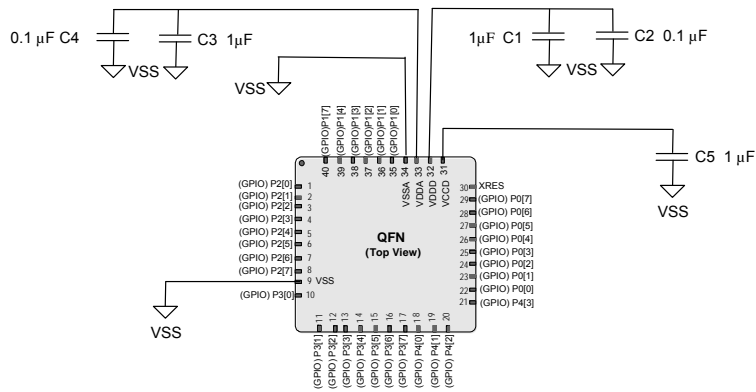 0.1 µF C4
C3 1µF
VSS
VSS
1µF C1
C2 0.1 µF
VSS
C5 1 µF
VSS
(GPIO)P1[7]
(GPIO)P1[4]
(GPIO)P1[3]
(GPIO)P1[2]
(GPIO)P1[1]
(GPIO)P1[0]
40
39
38
37
36
35
34
33
32
31
VSSA
VDDA
VDDD
VCCD
(GPIO) P2[0] 1
(GPIO) P2[1] 2
(GPIO) P2[2] 3
(GPIO) P2[3] 4
(GPIO) P2[4] 5
(GPIO) P2[5] 6
(GPIO) P2[6] 7
(GPIO) P2[7] 8
9 VSS
(GPIO) P3[0] 10
VSS
QFN
(Top View)
30 XRES
29 (GPIO) P0[7]
28 (GPIO) P0[6]
27 (GPIO) P0[5]
26 (GPIO) P0[4]
25 (GPIO) P0[3]
24 (GPIO) P0[2]
23 (GPIO) P0[1]
22 (GPIO) P0[0]
21 (GPIO) P4[3]
11
12
13
14
15
16
17
18
19
20
(GPIO) P3[1]
(GPIO) P3[2]
(GPIO) P3[3]
(GPIO) P3[4]
(GPIO) P3[5]
(GPIO) P3[6]
(GPIO) P3[7]
(GPIO) P4[0]
(GPIO) P4[1]
(GPIO) P4[2]